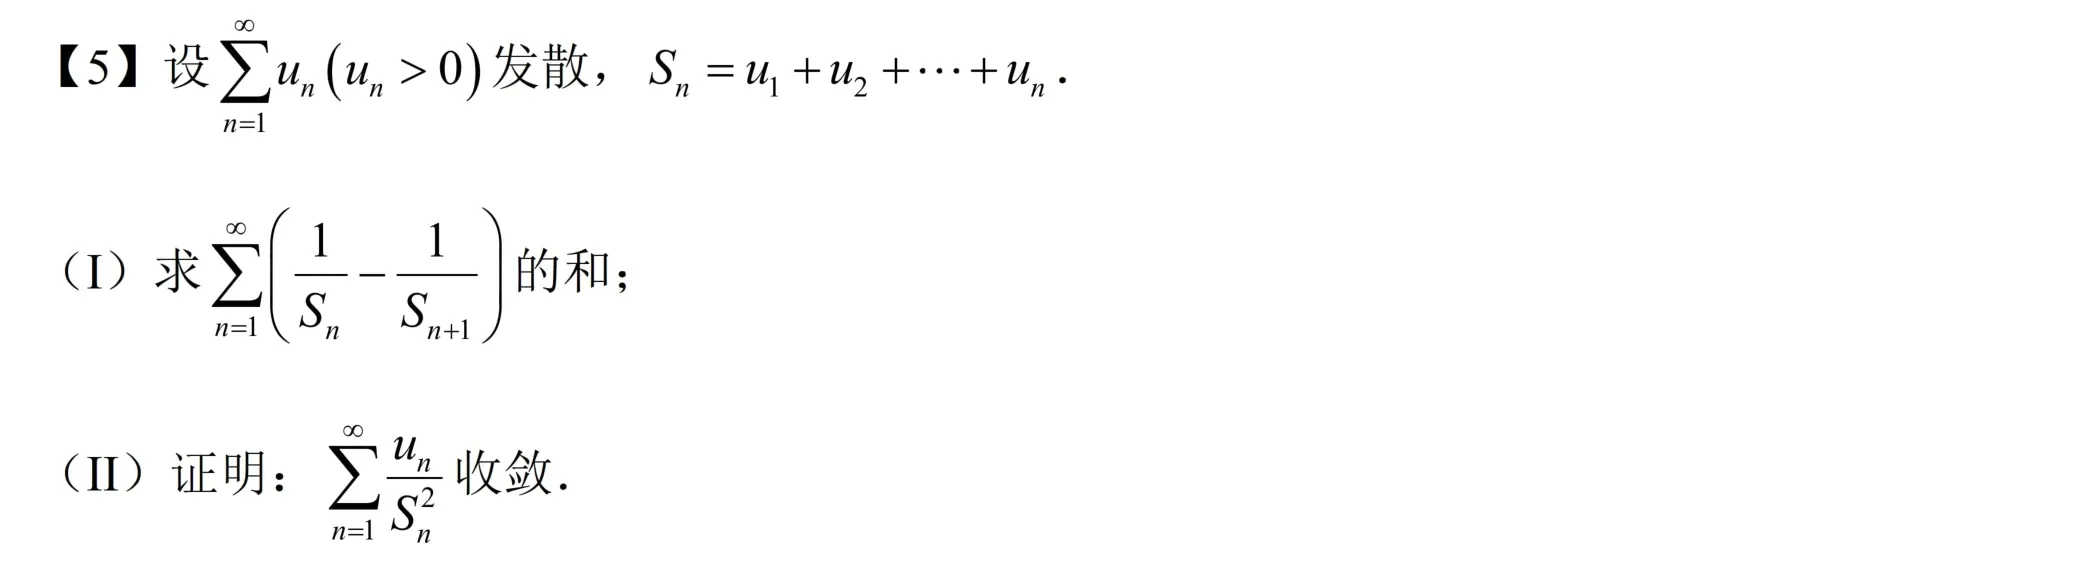 【5】设 $\sum_{n=1}^{\infty} u_n (u_n > 0)$ 发散， $S_n = u_1 + u_2 + \cdots + u_n$ .
（I）求 $\sum_{n=1}^{\infty} \left( \frac{1}{S_n} - \frac{1}{S_{n+1}} \right)$ 的和；
（II）证明： $\sum_{n=1}^{\infty} \frac{u_n}{S_n^2}$ 收敛.